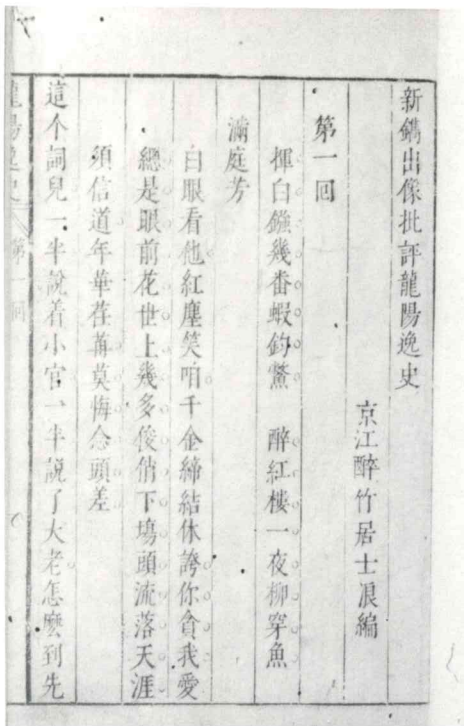 新鐫出像批評龍陽逸史
京江醉竹居士浪編
第一回
揮白鏹幾番蝦釣鰲　醉紅樓一夜柳穿魚
滿庭芳
白眼看他紅塵笑咱千金締結休誇你貪我愛
總是眼前花世上幾多俊俏下塲頭流落天涯
須信道年華荏苒莫悔念頭差
這个詞兒一半說着小官一半說了大老怎麼到先
龍陽逸史　第一回